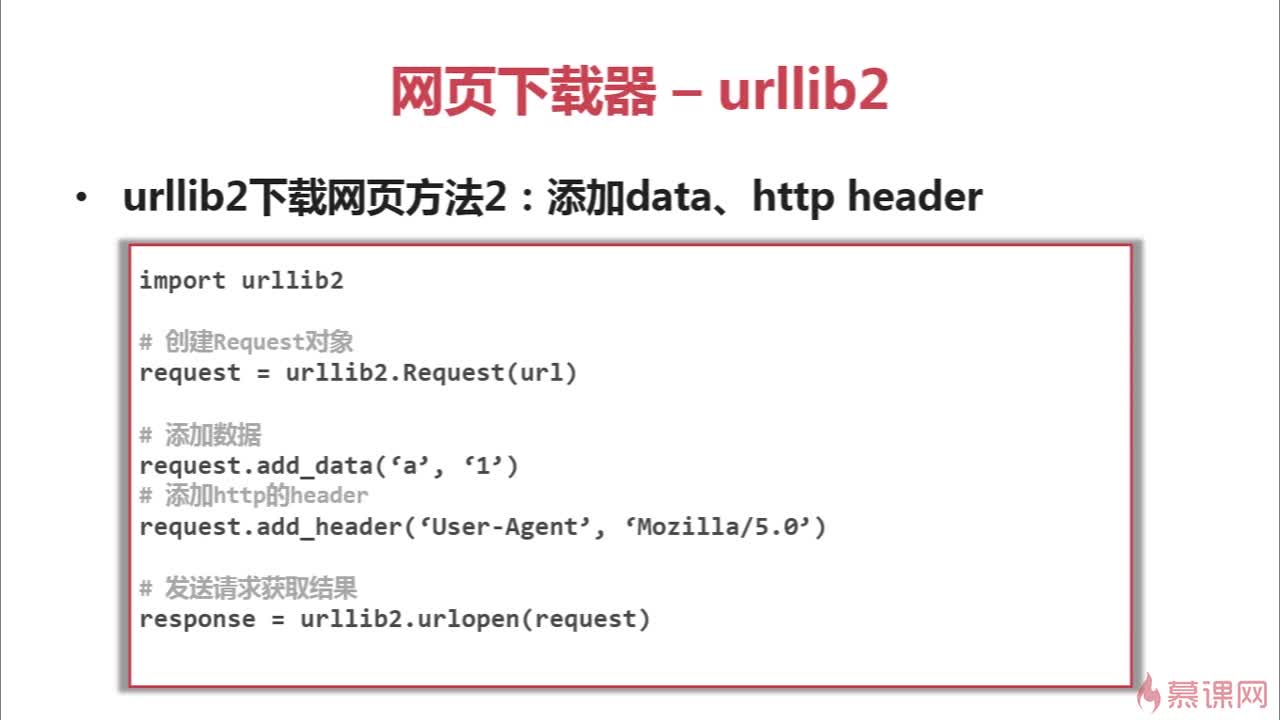 网页下载器 – urllib2
• urllib2下载网页方法2：添加data、http header
import urllib2
# 创建Request对象
request = urllib2.Request(url)
# 添加数据
request.add_data(‘a’, ‘1’)
# 添加http的header
request.add_header(‘User-Agent’, ‘Mozilla/5.0’)
# 发送请求获取结果
response = urllib2.urlopen(request)
慕课网